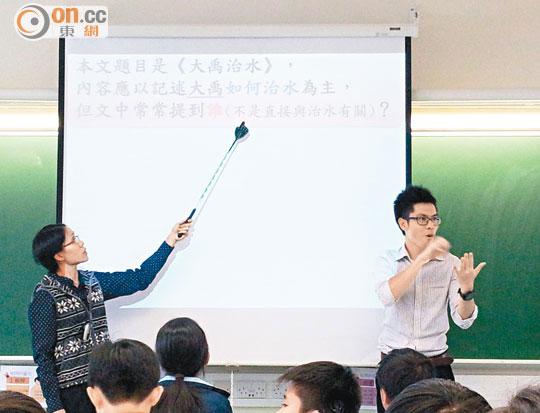 on.cc
東網
本文題目是《大禹治水》，
內容應以記述大禹如何治水為主，
但文中常常提到誰(不是直接與治水有關)？